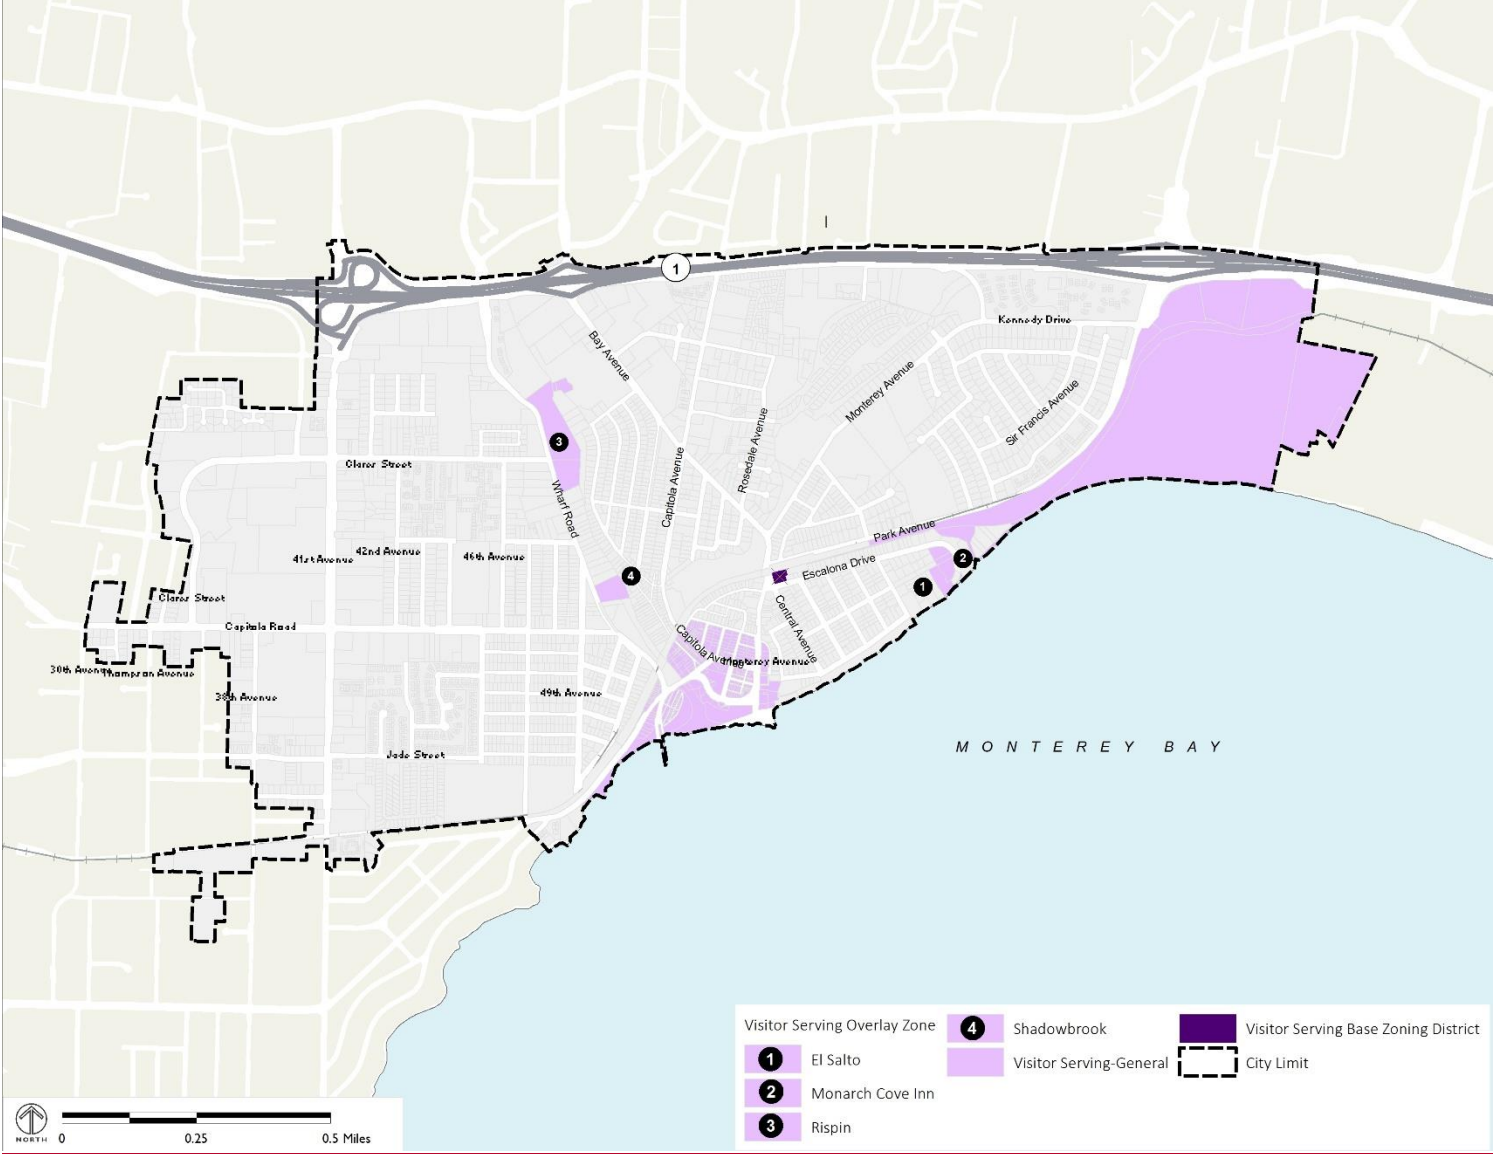 1
Kennedy Drive
Bay Avenue
Monterey Avenue
Sir Francis Avenue
Rosedale Avenue
3
Clares Street
Capitola Avenue
Wharf Road
Park Avenue
41st Avenue
42nd Avenue
46th Avenue
Escalona Drive
2
4
1
Clares Street
Capitola Road
Central Avenue
Capitola Avenue
Monterey Avenue
30th Avenue
Thompson Avenue
38th Avenue
49th Avenue
Jade Street
MONTEREY BAY
Visitor Serving Overlay Zone
1 El Salto
2 Monarch Cove Inn
3 Rispin
4 Shadowbrook
Visitor Serving-General
Visitor Serving Base Zoning District
City Limit
NORTH
0 0.25 0.5 Miles